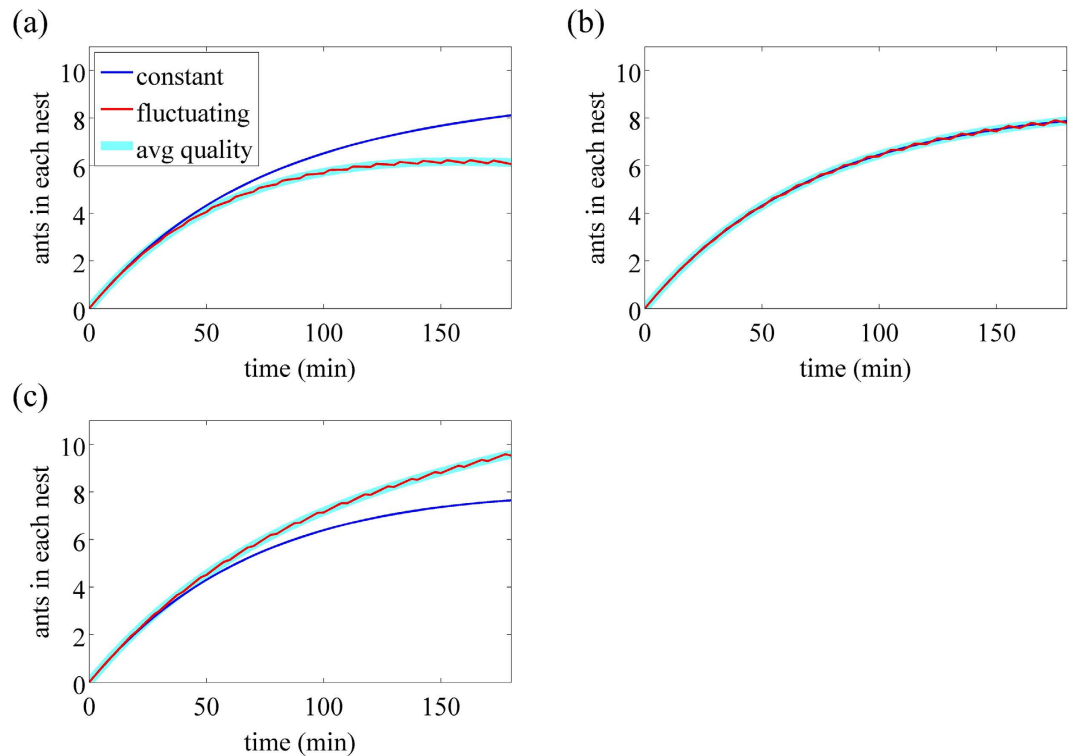 (a)
10
8
6
4
2
0
ants in each nest
constant
fluctuating
avg quality
0 50 100 150
time (min)
(b)
10
8
6
4
2
0
ants in each nest
0 50 100 150
time (min)
(c)
10
8
6
4
2
0
ants in each nest
0 50 100 150
time (min)